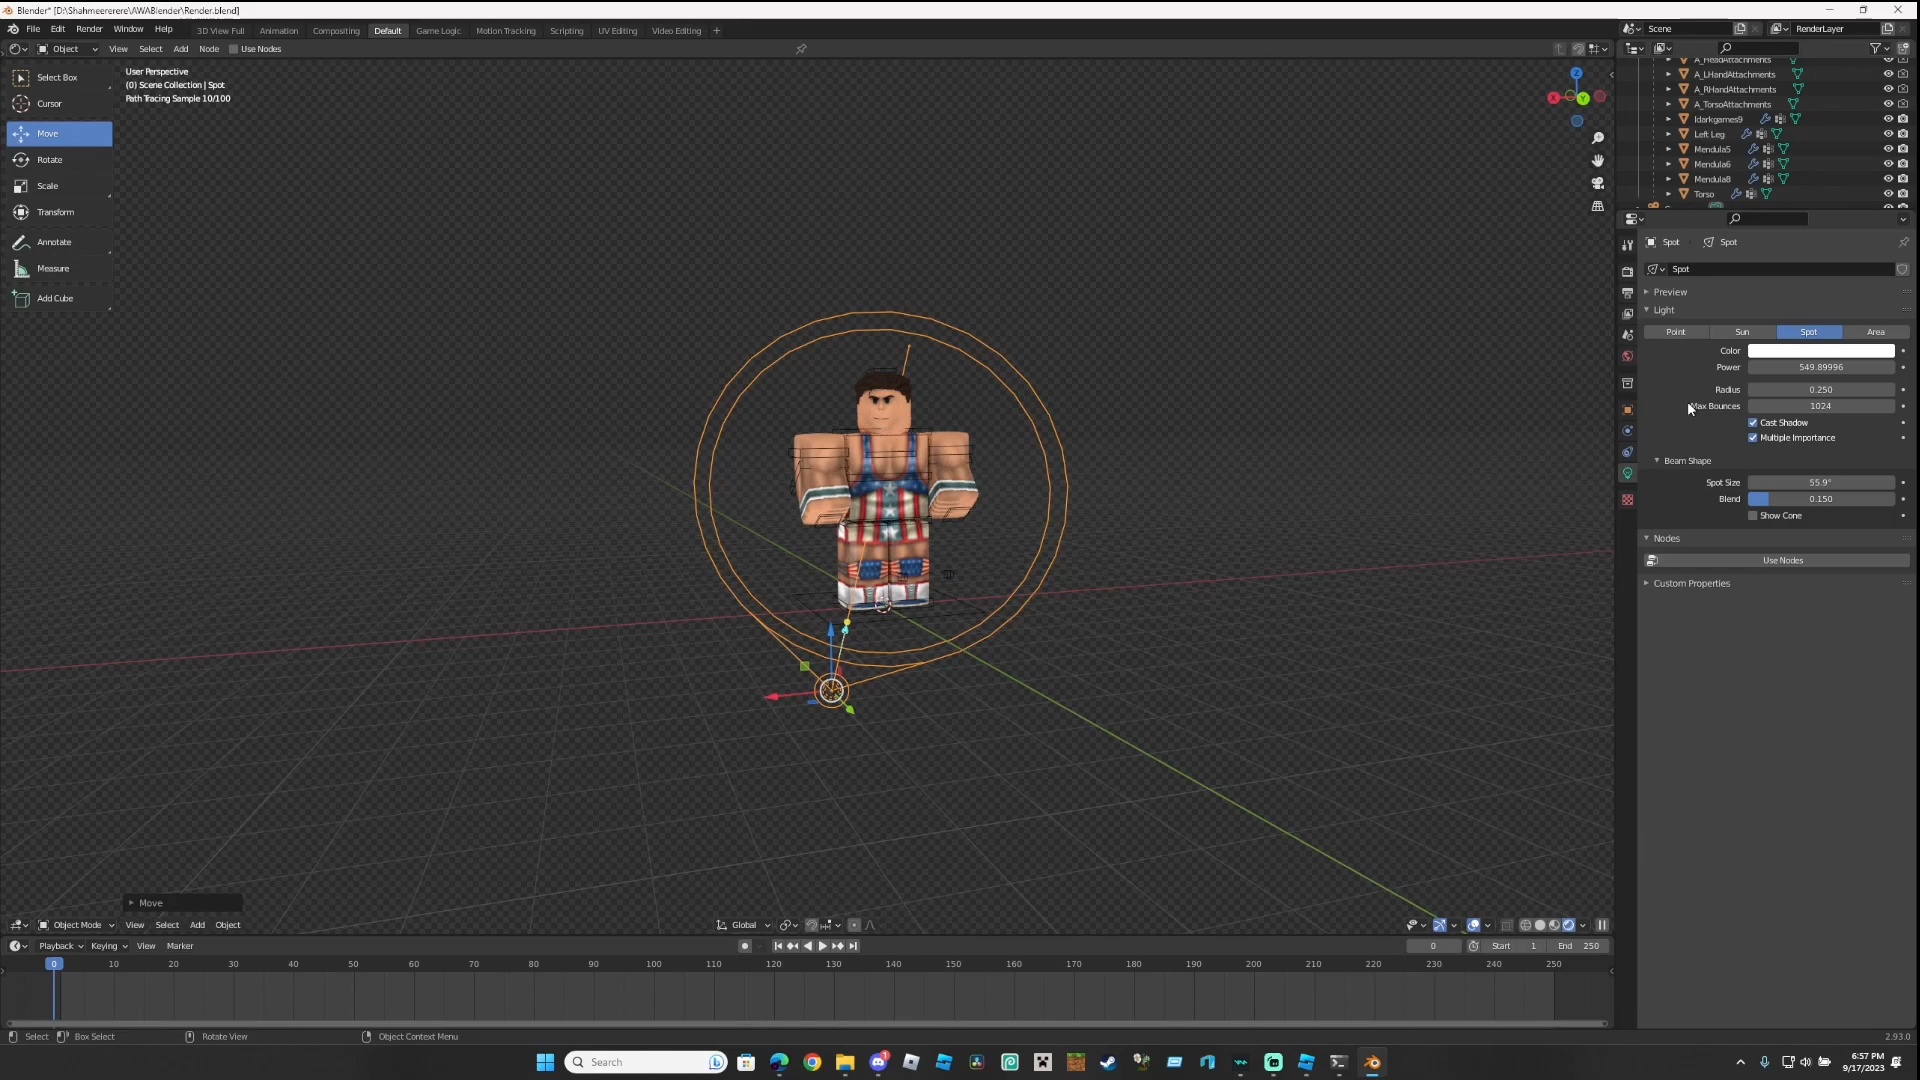 Blender* [D:\Shahmeererere\AWABlender\Render.blend]
File Edit Render Window Help 3D View Full Animation Compositing Default Game Logic Motion Tracking Scripting UV Editing Video Editing + Scene RenderLayer
Object View Select Add Node Use Nodes
Select Box
Cursor
Move
Rotate
Scale
Transform
Annotate
Measure
Add Cube
User Perspective
(0) Scene Collection | Spot
Path Tracing Sample 10/100
Z
X
Y
A_HeadAttachments
A_LHandAttachments
A_RHandAttachments
A_TorsoAttachments
Idarkgames9
Left Leg
Mendula5
Mendula6
Mendula8
Torso
Spot Spot
Spot
Preview
Light
Point Sun Spot Area
Color
Power 549.89996
Radius 0.250
Max Bounces 1024
Cast Shadow
Multiple Importance
Beam Shape
Spot Size 55.9°
Blend 0.150
Show Cone
Nodes
Use Nodes
Custom Properties
Move
Object Mode View Select Add Object Global
Playback Keying View Marker 0 Start 1 End 250
0 10 20 30 40 50 60 70 80 90 100 110 120 130 140 150 160 170 180 190 200 210 220 230 240 250
Select Box Select Rotate View Object Context Menu 2.93.0
Search
6:57 PM
9/17/2023